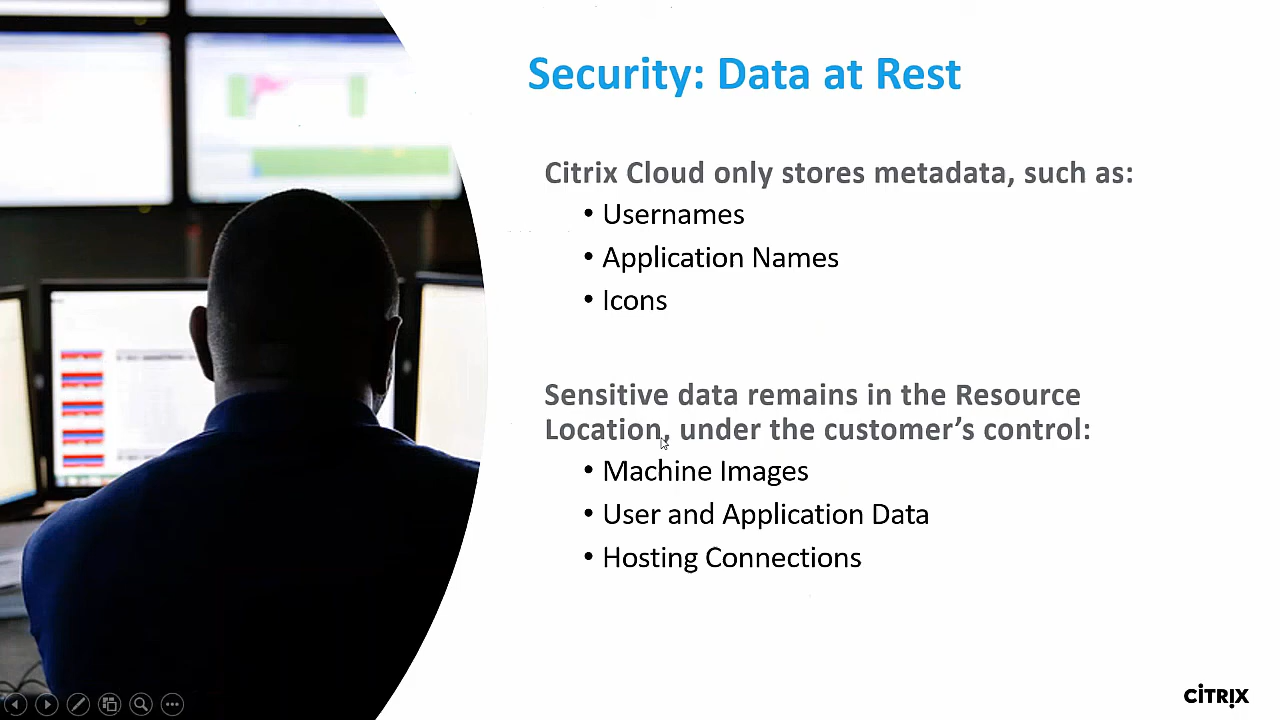 Security: Data at Rest
Citrix Cloud only stores metadata, such as:
• Usernames
• Application Names
• Icons
Sensitive data remains in the Resource
Location, under the customer’s control:
• Machine Images
• User and Application Data
• Hosting Connections
citrix